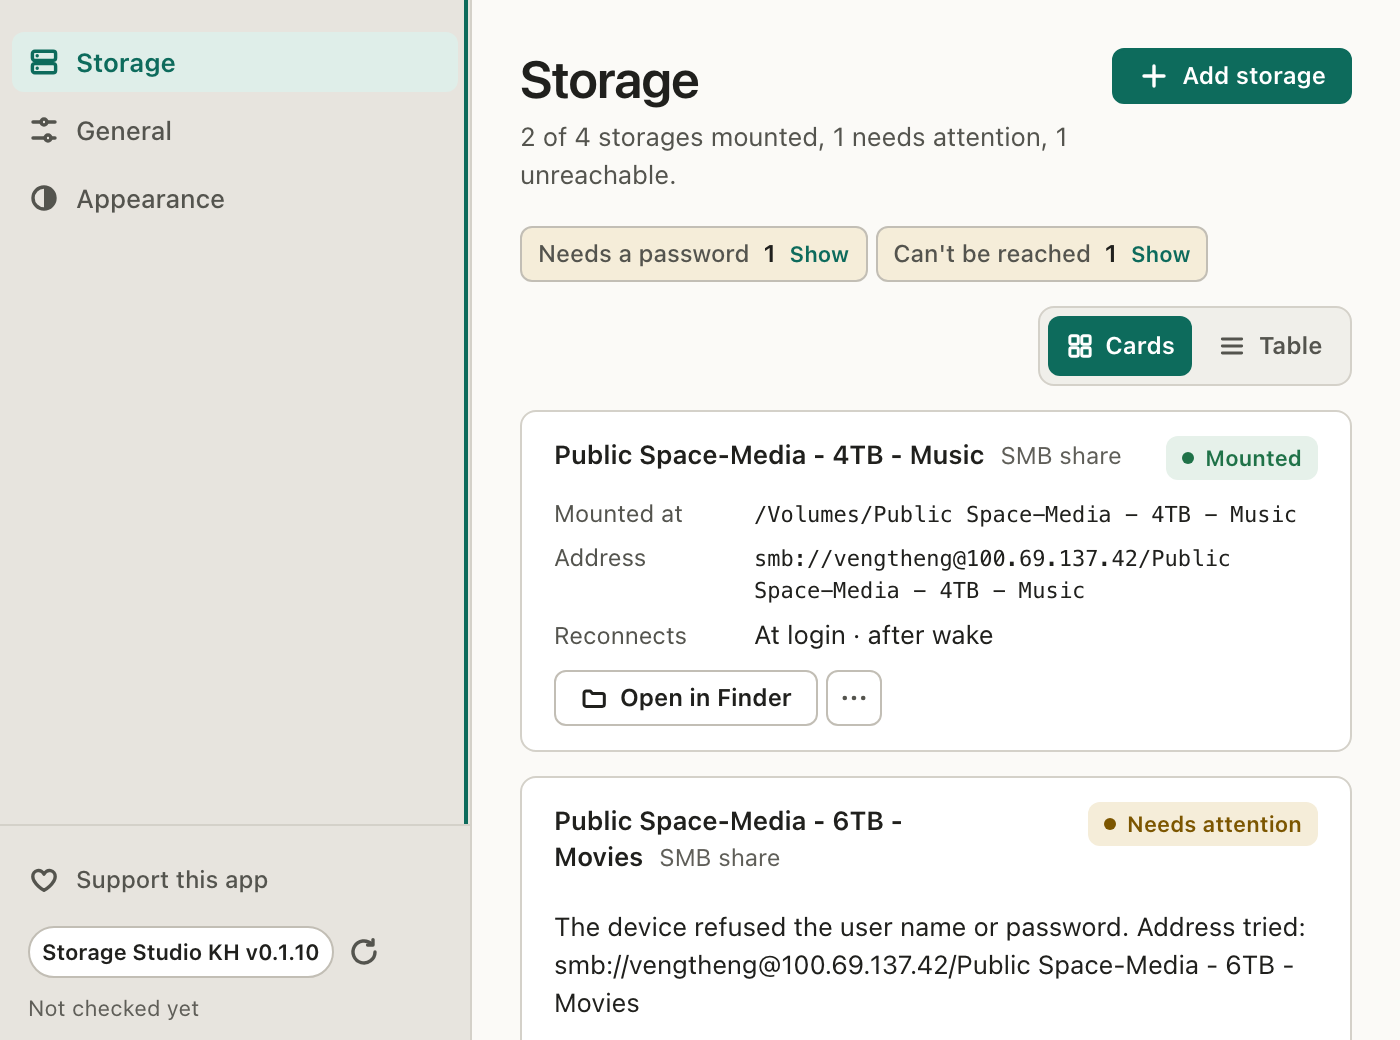 Storage
General
Appearance
Support this app
Storage Studio KH v0.1.10
Not checked yet
Storage
Add storage
2 of 4 storages mounted, 1 needs attention, 1
unreachable.
Needs a password 1 Show
Can't be reached 1 Show
Cards
Table
Public Space-Media - 4TB - Music SMB share
Mounted
Mounted at /Volumes/Public Space-Media - 4TB - Music
Address smb://vengtheng@100.69.137.42/Public
Space-Media - 4TB - Music
Reconnects At login · after wake
Open in Finder
Public Space-Media - 6TB -
Movies SMB share
Needs attention
The device refused the user name or password. Address tried:
smb://vengtheng@100.69.137.42/Public Space-Media - 6TB -
Movies